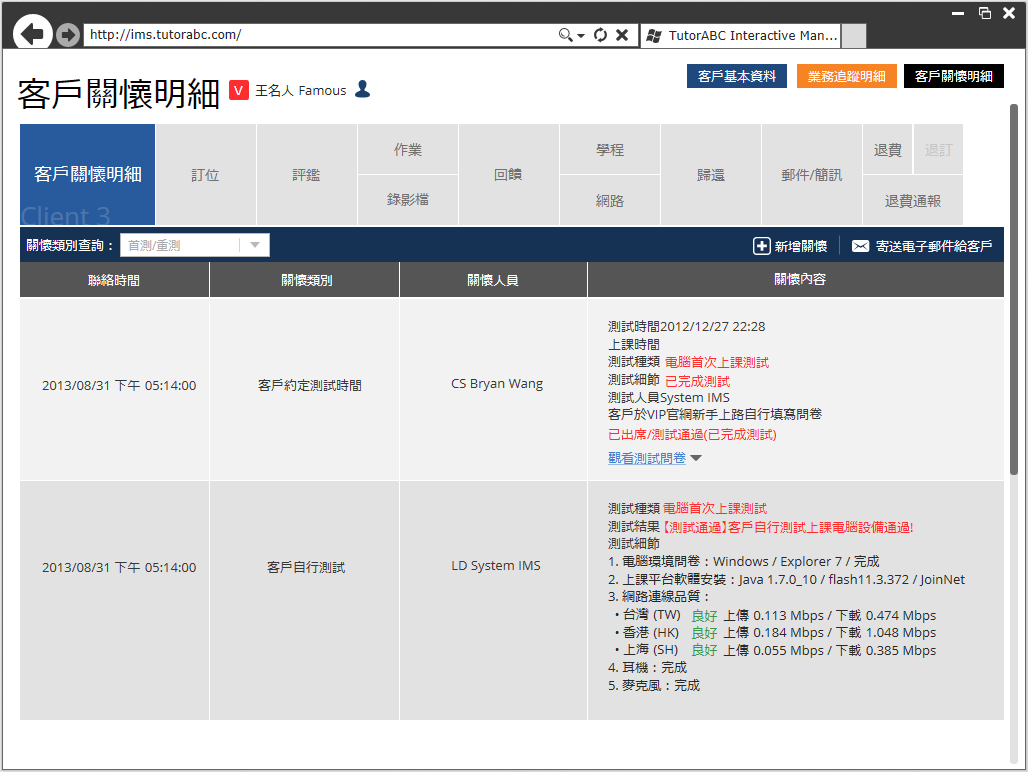 http://ims.tutorabc.com/
TutorABC Interactive Man...
客戶基本資料
業務追蹤明細
客戶關懷明細
客戶關懷明細
V 王名人 Famous
客戶關懷明細
Client 3
訂位
評鑑
作業
錄影檔
回饋
學程
網路
歸還
郵件/簡訊
退費
退訂
退費通報
關懷類別查詢：
首測/重測
新增關懷
寄送電子郵件給客戶
聯絡時間
關懷類別
關懷人員
關懷內容
2013/08/31 下午 05:14:00
客戶約定測試時間
CS Bryan Wang
測試時間2012/12/27 22:28
上課時間
測試種類 電腦首次上課測試
測試細節 已完成測試
測試人員System IMS
客戶於VIP官網新手上路自行填寫問卷
已出席/測試通過(已完成測試)
觀看測試問卷
2013/08/31 下午 05:14:00
客戶自行測試
LD System IMS
測試種類 電腦首次上課測試
測試結果【測試通過】客戶自行測試上課電腦設備通過!
測試細節
1. 電腦環境問卷：Windows / Explorer 7 / 完成
2. 上課平台軟體安裝：Java 1.7.0_10 / flash11.3.372 / JoinNet
3. 網路連線品質：
・台灣 (TW) 良好 上傳 0.113 Mbps / 下載 0.474 Mbps
・香港 (HK) 良好 上傳 0.184 Mbps / 下載 1.048 Mbps
・上海 (SH) 良好 上傳 0.055 Mbps / 下載 0.385 Mbps
4. 耳機：完成
5. 麥克風：完成